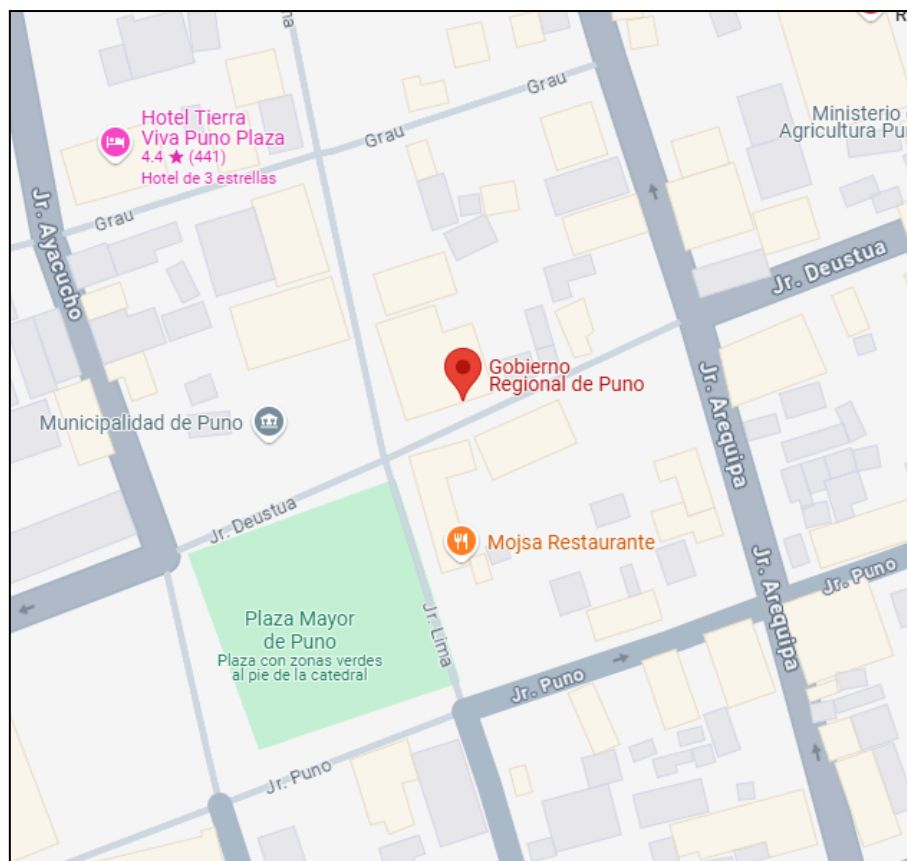 ma
R
Grau
Hotel Tierra
Viva Puno Plaza
4.4 ★ (441)
Hotel de 3 estrellas
Grau
Ministerio d
Agricultura Pun
Grau
Jr. Ayacucho
Jr. Deustua
Gobierno
Regional de Puno
Municipalidad de Puno
Jr. Arequipa
Jr. Deustua
Mojsa Restaurante
Jr. Arequipa
Jr. Puno
Plaza Mayor
de Puno
Plaza con zonas verdes
al pie de la catedral
Jr. Lima
Jr. Puno
Jr. Puno